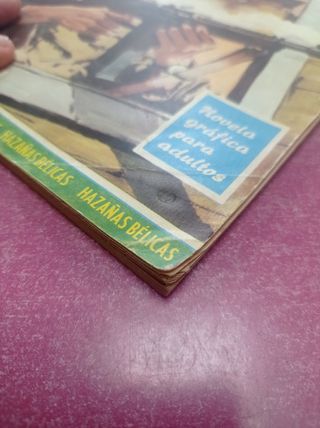 Novela
gráfica
para
adultos
HAZAÑAS BÉLICAS HAZAÑAS BÉLICAS